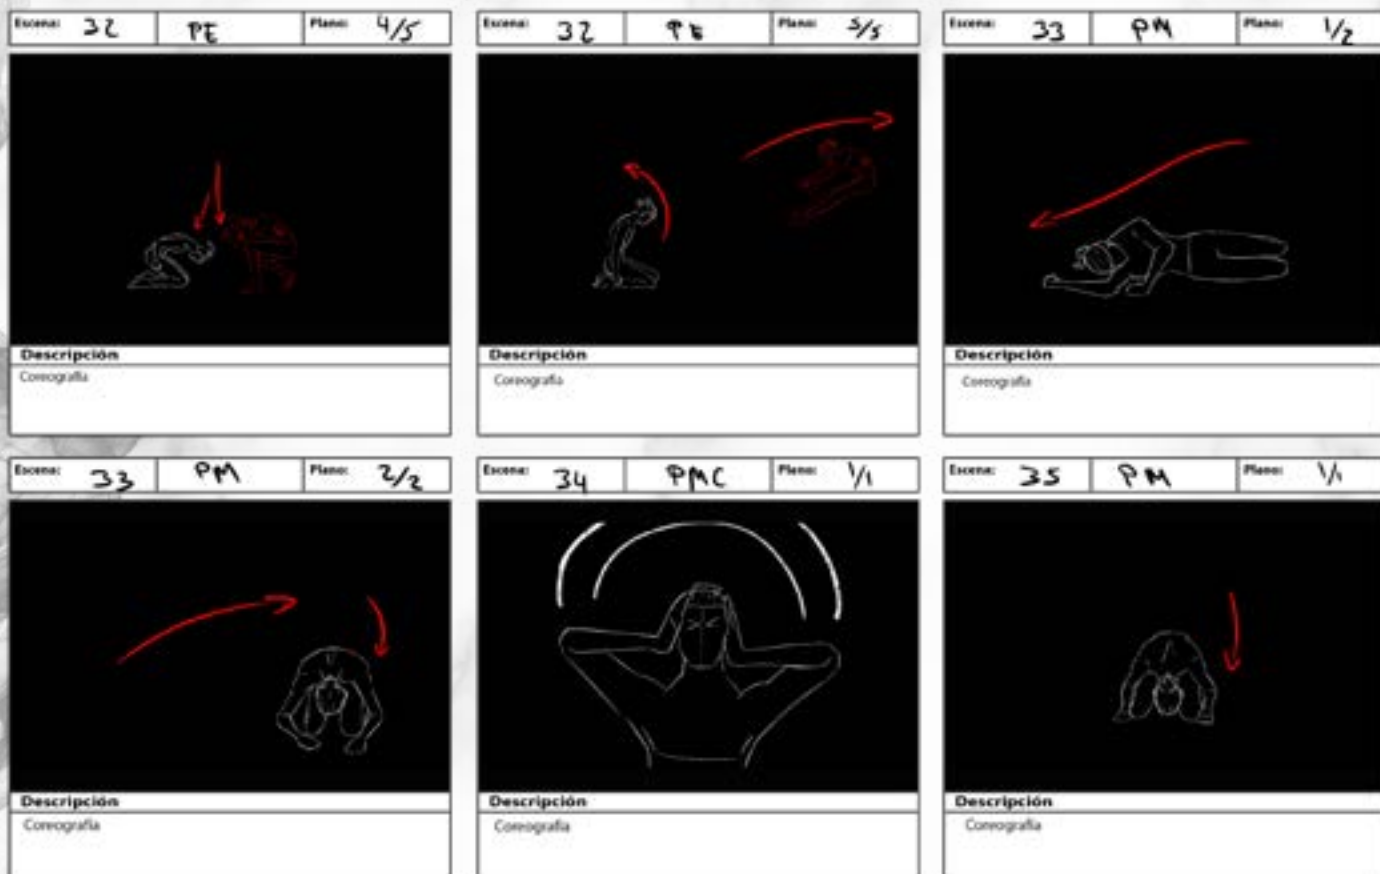 Escena: 32 PE Plano: 4/5
Escena: 32 PE Plano: 5/5
Escena: 33 PM Plano: 1/2
Descripción
Coreografía
Descripción
Coreografía
Descripción
Coreografía
Escena: 33 PM Plano: 2/2
Escena: 34 PMC Plano: 1/1
Escena: 35 PM Plano: 1/1
Descripción
Coreografía
Descripción
Coreografía
Descripción
Coreografía